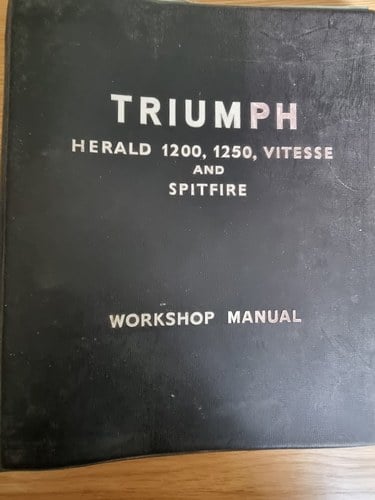 TRIUMPH
HERALD 1200, 1250, VITESSE
AND
SPITFIRE
WORKSHOP MANUAL